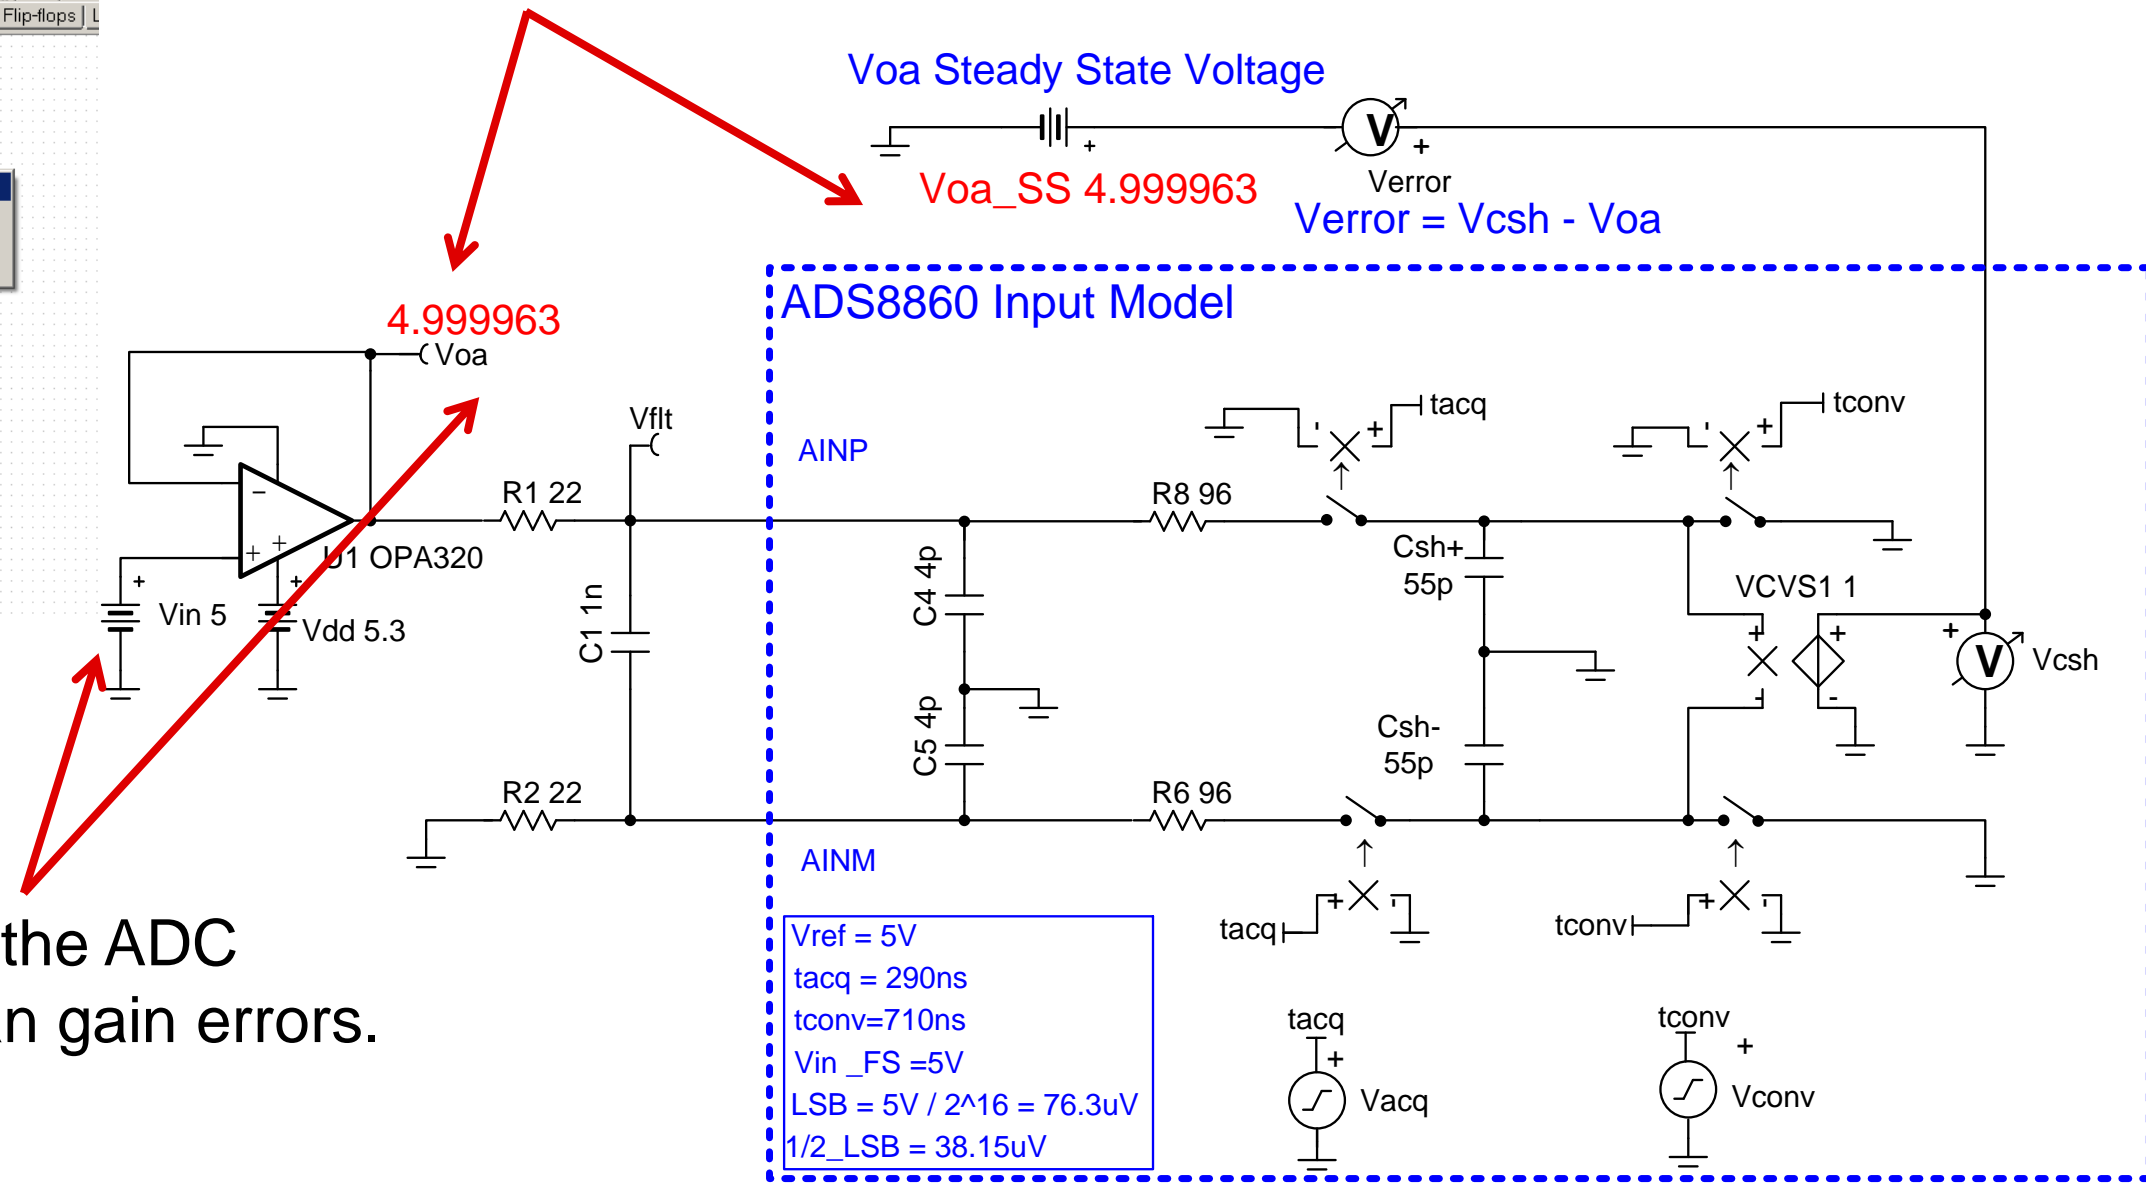 Flip-flops
Voa Steady State Voltage
+
V
+
Voa_SS 4.999963
Verror
Verror = Vcsh - Voa
4.999963
Voa
ADS8860 Input Model
Vflt
AINP
tacq
tconv
- +
- +
R1 22
R8 96
U1 OPA320
Csh+
55p
C4 4p
VCVS1 1
Vin 5
Vdd 5.3
C1 1n
V
Vcsh
C5 4p
Csh-
55p
R2 22
R6 96
AINM
tacq
tconv
the ADC
n gain errors.
Vref = 5V
tacq = 290ns
tconv=710ns
Vin _FS =5V
LSB = 5V / 2^16 = 76.3uV
1/2_LSB = 38.15uV
tacq
+
Vacq
tconv
+
Vconv